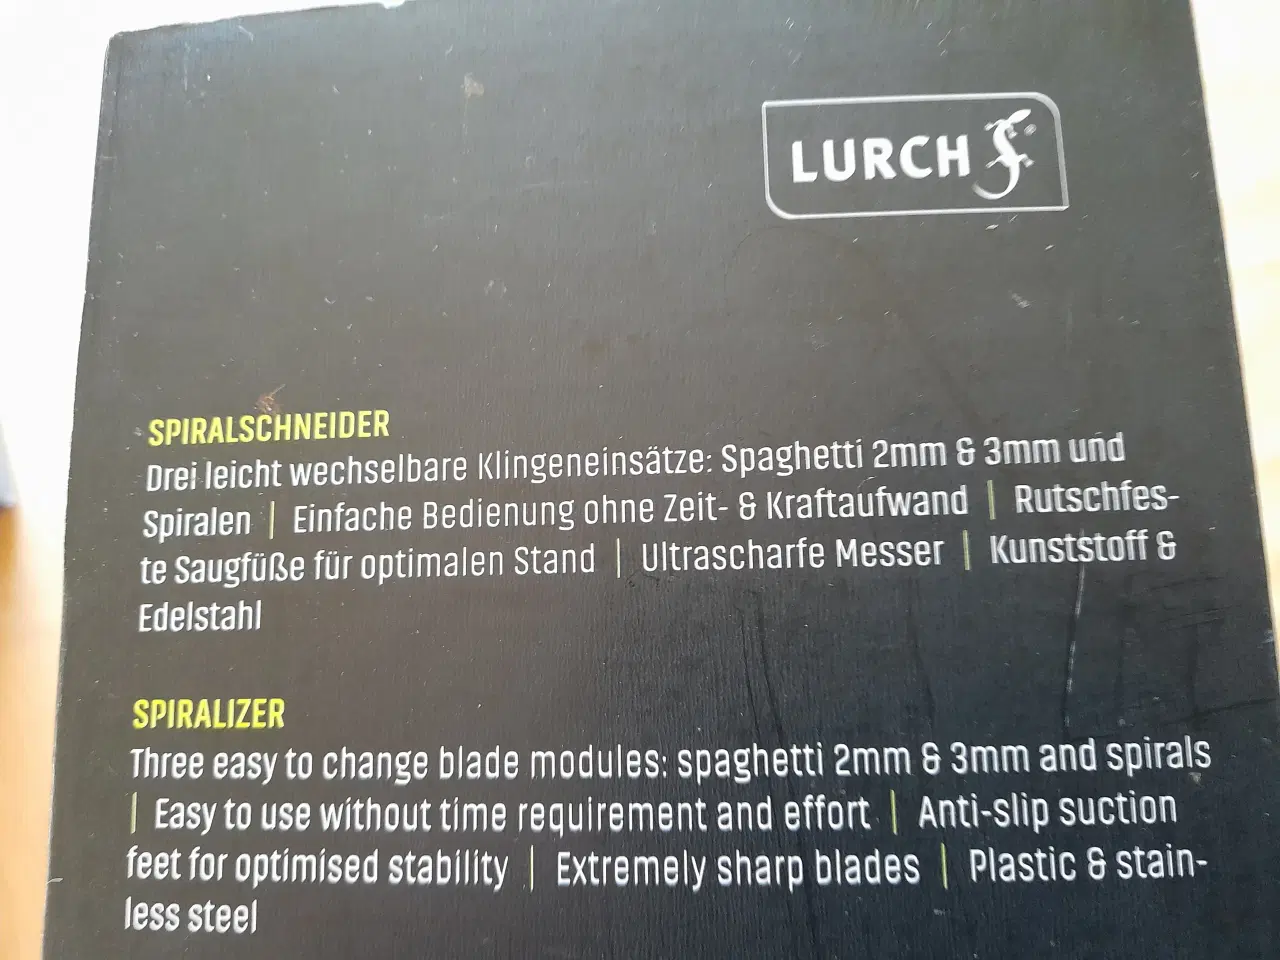 LURCH
SPIRALSCHNEIDER
Drei leicht wechselbare Klingeneinsätze: Spaghetti 2mm & 3mm und
Spiralen | Einfache Bedienung ohne Zeit- & Kraftaufwand | Rutschfes-
te Saugfüße für optimalen Stand | Ultrascharfe Messer | Kunststoff &
Edelstahl
SPIRALIZER
Three easy to change blade modules: spaghetti 2mm & 3mm and spirals
| Easy to use without time requirement and effort | Anti-slip suction
feet for optimised stability | Extremely sharp blades | Plastic & stain-
less steel